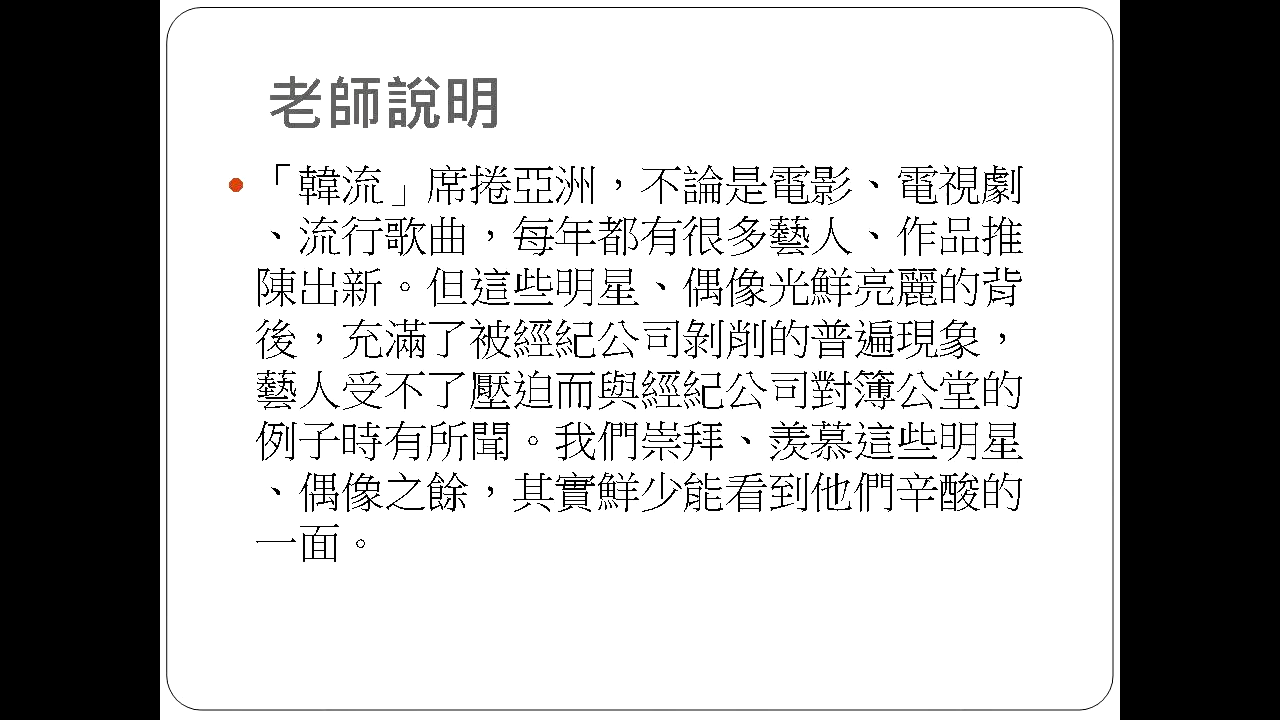 老師說明
「韓流」席捲亞洲，不論是電影、電視劇
、流行歌曲，每年都有很多藝人、作品推
陳出新。但這些明星、偶像光鮮亮麗的背
後，充滿了被經紀公司剝削的普遍現象，
藝人受不了壓迫而與經紀公司對簿公堂的
例子時有所聞。我們崇拜、羨慕這些明星
、偶像之餘，其實鮮少能看到他們辛酸的
一面。